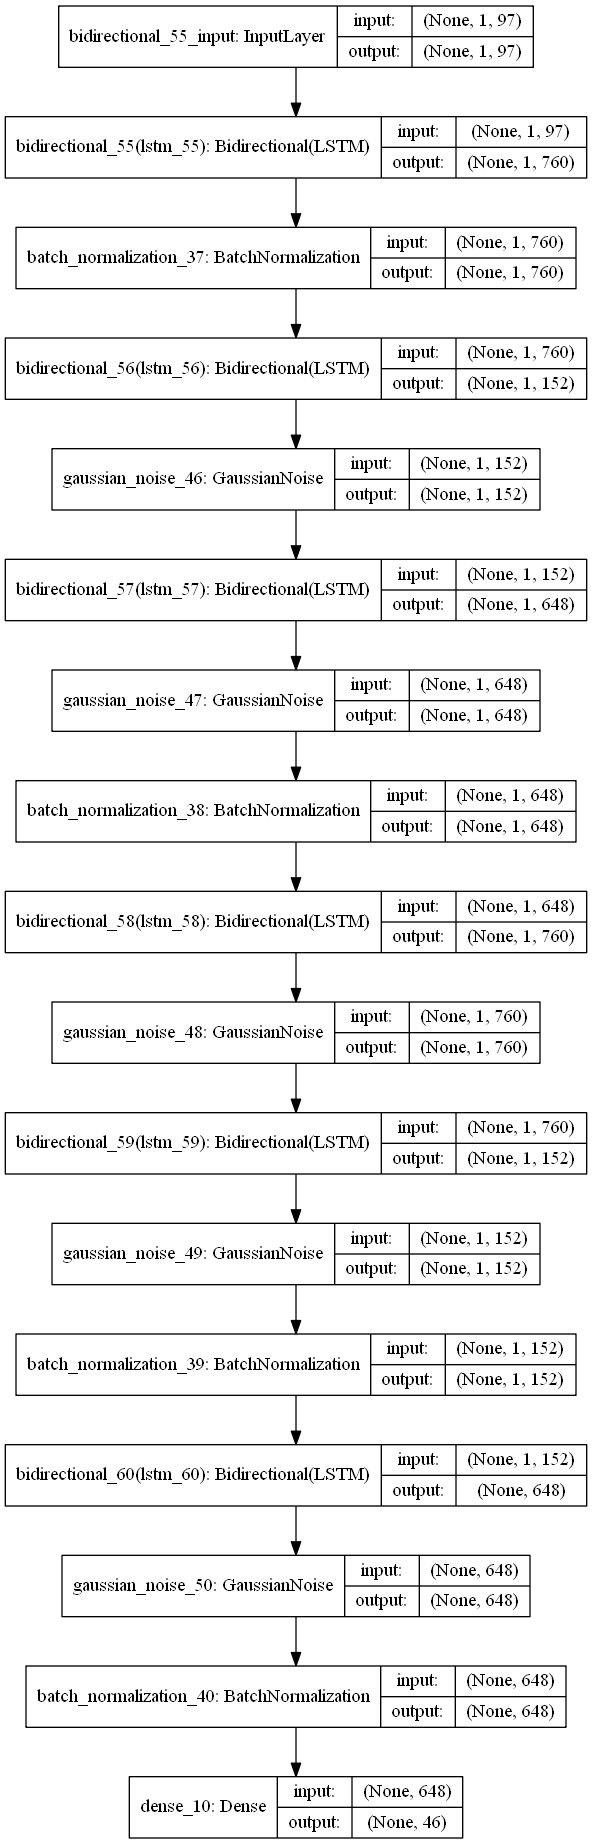 bidirectional_55_input: InputLayer
input: (None, 1, 97)
output: (None, 1, 97)
bidirectional_55(lstm_55): Bidirectional(LSTM)
input: (None, 1, 97)
output: (None, 1, 760)
batch_normalization_37: BatchNormalization
input: (None, 1, 760)
output: (None, 1, 760)
bidirectional_56(lstm_56): Bidirectional(LSTM)
input: (None, 1, 760)
output: (None, 1, 152)
gaussian_noise_46: GaussianNoise
input: (None, 1, 152)
output: (None, 1, 152)
bidirectional_57(lstm_57): Bidirectional(LSTM)
input: (None, 1, 152)
output: (None, 1, 648)
gaussian_noise_47: GaussianNoise
input: (None, 1, 648)
output: (None, 1, 648)
batch_normalization_38: BatchNormalization
input: (None, 1, 648)
output: (None, 1, 648)
bidirectional_58(lstm_58): Bidirectional(LSTM)
input: (None, 1, 648)
output: (None, 1, 760)
gaussian_noise_48: GaussianNoise
input: (None, 1, 760)
output: (None, 1, 760)
bidirectional_59(lstm_59): Bidirectional(LSTM)
input: (None, 1, 760)
output: (None, 1, 152)
gaussian_noise_49: GaussianNoise
input: (None, 1, 152)
output: (None, 1, 152)
batch_normalization_39: BatchNormalization
input: (None, 1, 152)
output: (None, 1, 152)
bidirectional_60(lstm_60): Bidirectional(LSTM)
input: (None, 1, 152)
output: (None, 648)
gaussian_noise_50: GaussianNoise
input: (None, 648)
output: (None, 648)
batch_normalization_40: BatchNormalization
input: (None, 648)
output: (None, 648)
dense_10: Dense
input: (None, 648)
output: (None, 46)